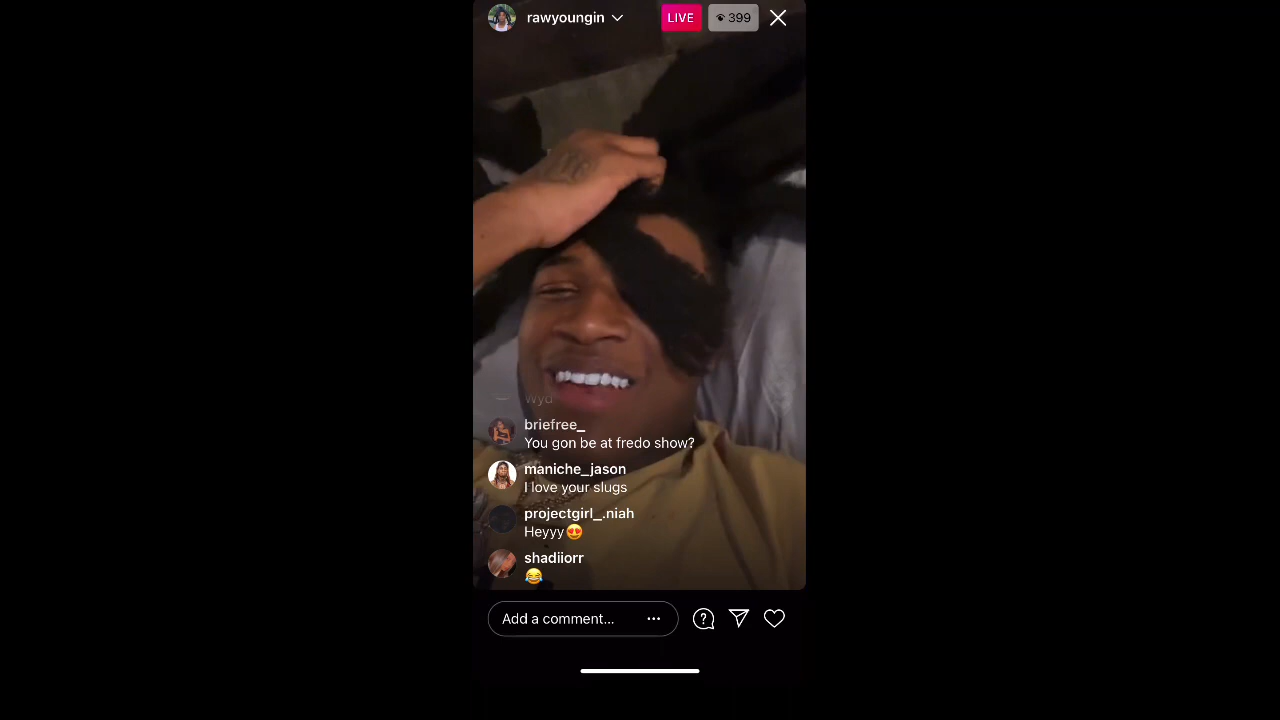 rawyoungin
LIVE
399
Wyd
briefree_
You gon be at fredo show?
maniche_jason
I love your slugs
projectgirl_.niah
Heyyy😍
shadiiorr
😂
Add a comment...